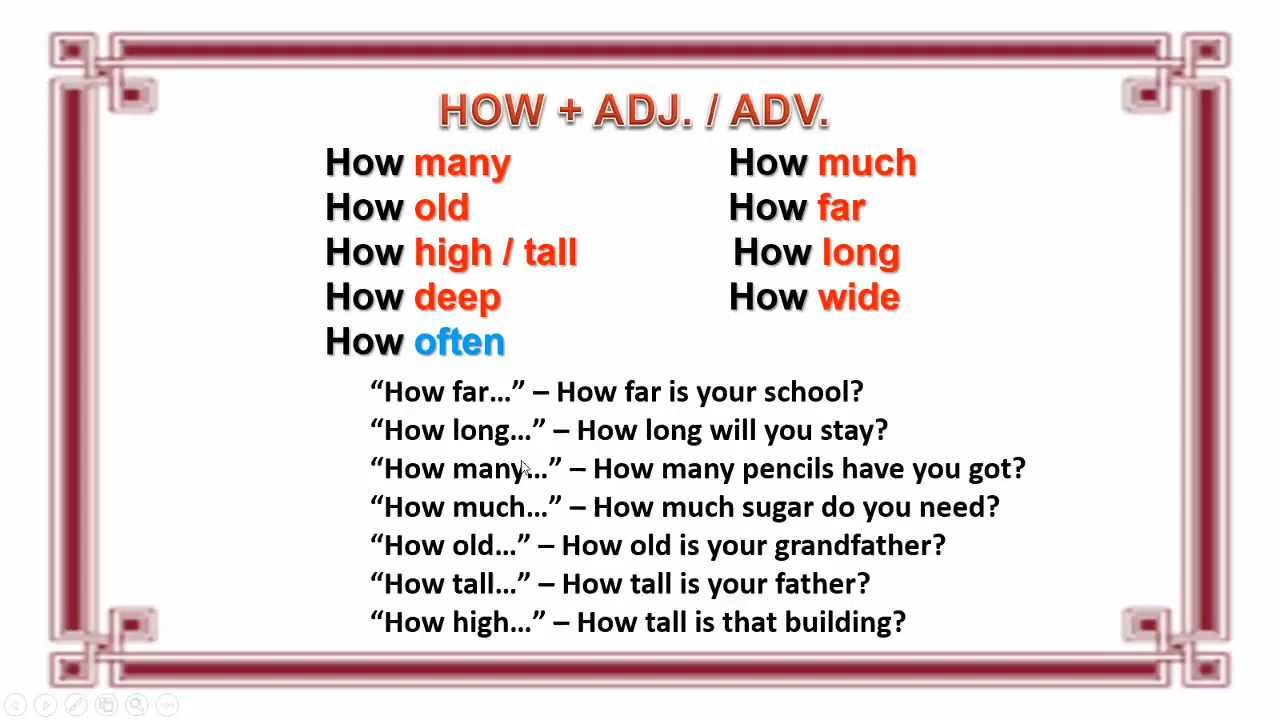 HOW + ADJ. / ADV.
How many How much
How old How far
How high / tall How long
How deep How wide
How often
“How far...” – How far is your school?
“How long...” – How long will you stay?
“How many...” – How many pencils have you got?
“How much...” – How much sugar do you need?
“How old...” – How old is your grandfather?
“How tall...” – How tall is your father?
“How high...” – How tall is that building?